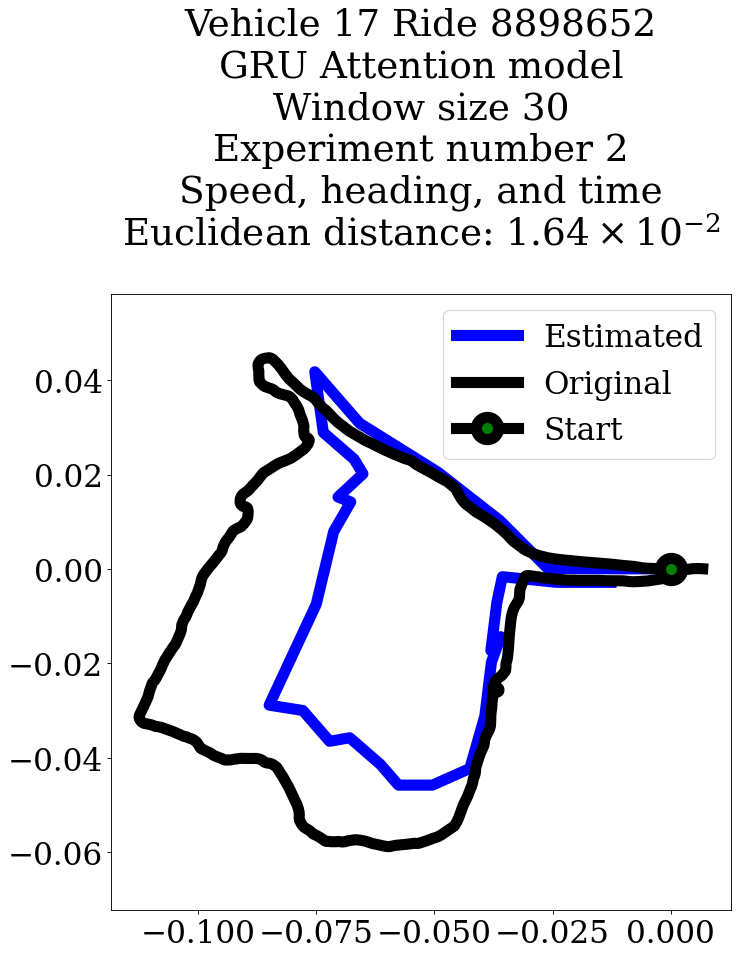 Vehicle 17 Ride 8898652
GRU Attention model
Window size 30
Experiment number 2
Speed, heading, and time
Euclidean distance: 1.64 × 10⁻²
Estimated
Original
Start
0.04
0.02
0.00
−0.02
−0.04
−0.06
−0.100 −0.075 −0.050 −0.025 0.000